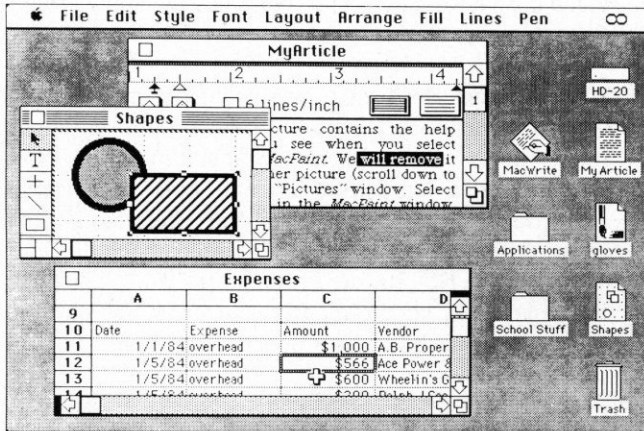 File Edit Style Font Layout Arrange Fill Lines Pen
MyArticle
1 2 3 4
6 lines/inch
1
cture contains the help
see when you select
MacPaint. We will remove it
her picture (scroll down to
"Pictures" window. Select
in the MacPaint window.
Shapes
T
HD-20
MacWrite
My Article
Applications
gloves
School Stuff
Shapes
Trash
Expenses
A B C D
9
10 Date Expense Amount Vendor
11 1/1/84 overhead $1,000 A.B. Proper
12 1/5/84 overhead $566 Ace Power &
13 1/5/84 overhead $600 Wheelin's G